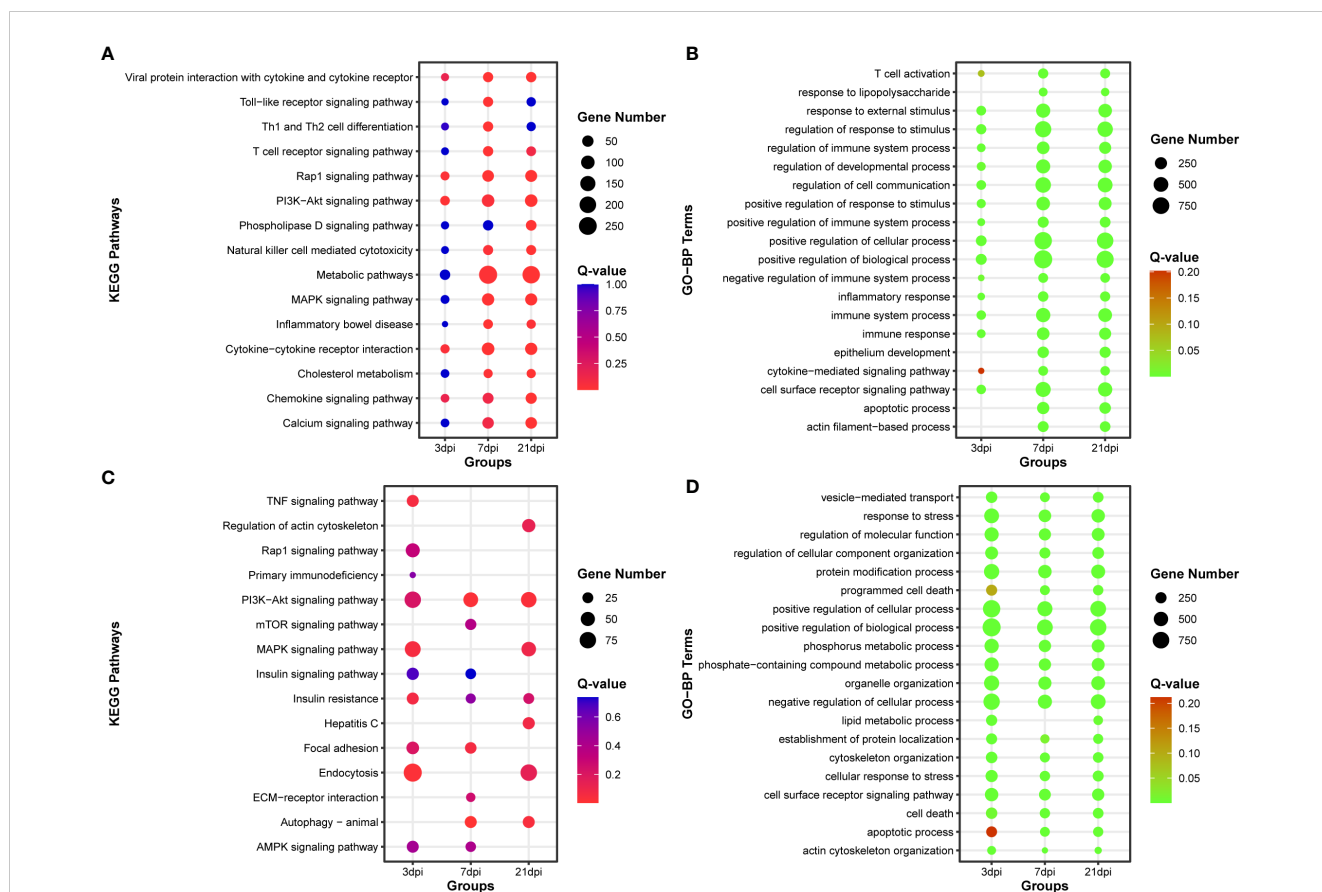 A
KEGG Pathways
Viral protein interaction with cytokine and cytokine receptor
Toll−like receptor signaling pathway
Th1 and Th2 cell differentiation
T cell receptor signaling pathway
Rap1 signaling pathway
PI3K−Akt signaling pathway
Phospholipase D signaling pathway
Natural killer cell mediated cytotoxicity
Metabolic pathways
MAPK signaling pathway
Inflammatory bowel disease
Cytokine−cytokine receptor interaction
Cholesterol metabolism
Chemokine signaling pathway
Calcium signaling pathway
3dpi 7dpi 21dpi
Groups
Gene Number
50
100
150
200
250
Q-value
1.00
0.75
0.50
0.25
B
GO−BP Terms
T cell activation
response to lipopolysaccharide
response to external stimulus
regulation of response to stimulus
regulation of immune system process
regulation of developmental process
regulation of cell communication
positive regulation of response to stimulus
positive regulation of immune system process
positive regulation of cellular process
positive regulation of biological process
negative regulation of immune system process
inflammatory response
immune system process
immune response
epithelium development
cytokine−mediated signaling pathway
cell surface receptor signaling pathway
apoptotic process
actin filament−based process
3dpi 7dpi 21dpi
Groups
Gene Number
250
500
750
Q-value
0.20
0.15
0.10
0.05
C
KEGG Pathways
TNF signaling pathway
Regulation of actin cytoskeleton
Rap1 signaling pathway
Primary immunodeficiency
PI3K−Akt signaling pathway
mTOR signaling pathway
MAPK signaling pathway
Insulin signaling pathway
Insulin resistance
Hepatitis C
Focal adhesion
Endocytosis
ECM−receptor interaction
Autophagy − animal
AMPK signaling pathway
3dpi 7dpi 21dpi
Groups
Gene Number
25
50
75
Q-value
0.6
0.4
0.2
D
GO−BP Terms
vesicle−mediated transport
response to stress
regulation of molecular function
regulation of cellular component organization
protein modification process
programmed cell death
positive regulation of cellular process
positive regulation of biological process
phosphorus metabolic process
phosphate−containing compound metabolic process
organelle organization
negative regulation of cellular process
lipid metabolic process
establishment of protein localization
cytoskeleton organization
cellular response to stress
cell surface receptor signaling pathway
cell death
apoptotic process
actin cytoskeleton organization
3dpi 7dpi 21dpi
Groups
Gene Number
250
500
750
Q-value
0.20
0.15
0.10
0.05